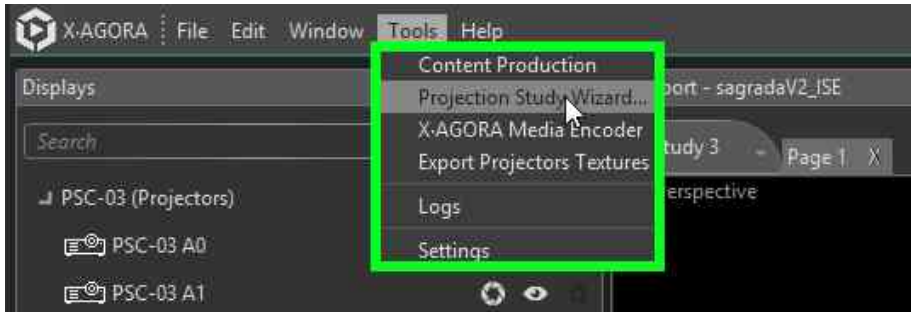 X·AGORA File Edit Window Tools Help
Displays
Search
PSC-03 (Projectors)
PSC-03 A0
PSC-03 A1
Content Production
Projection Study Wizard...
X·AGORA Media Encoder
Export Projectors Textures
Logs
Settings
port - sagradaV2_ISE
tudy 3
Page 1 X
erspective